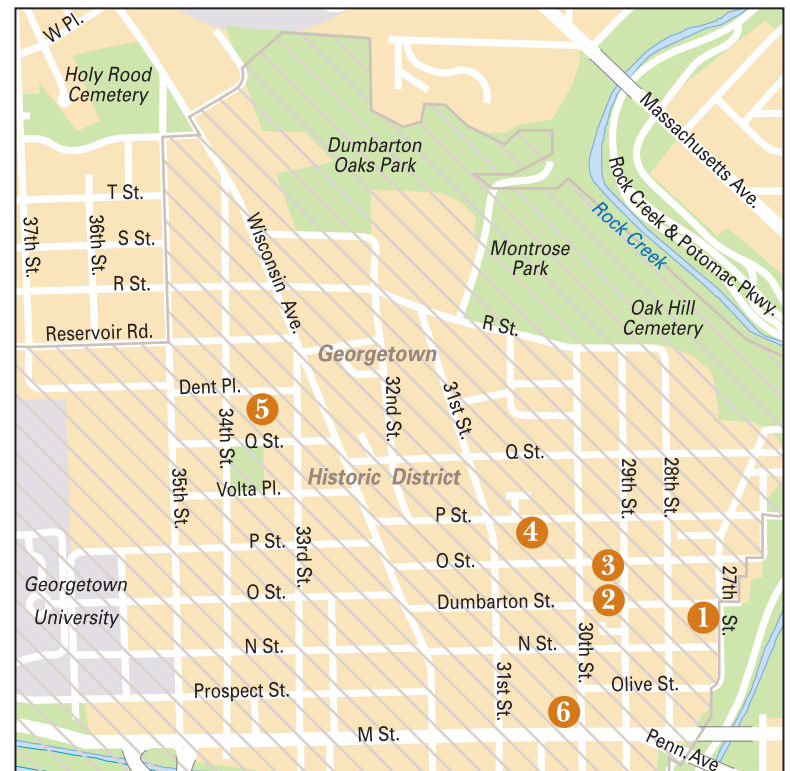 W Pl.
Holy Rood
Cemetery
Massachusetts Ave.
Dumbarton
Oaks Park
Rock Creek & Potomac Pkwy.
Rock Creek
T St.
37th St.
36th St.
S St.
Wisconsin Ave.
Montrose
Park
R St.
Oak Hill
Cemetery
R St.
Reservoir Rd.
Georgetown
Dent Pl.
5
34th St.
32nd St.
31st St.
Q St.
Q St.
35th St.
Historic District
29th St.
28th St.
Volta Pl.
P St.
4
P St.
33rd St.
O St.
3
Georgetown
University
O St.
Dumbarton St.
2
1
27th St.
N St.
N St.
30th St.
31st St.
Prospect St.
Olive St.
6
M St.
Penn. Ave